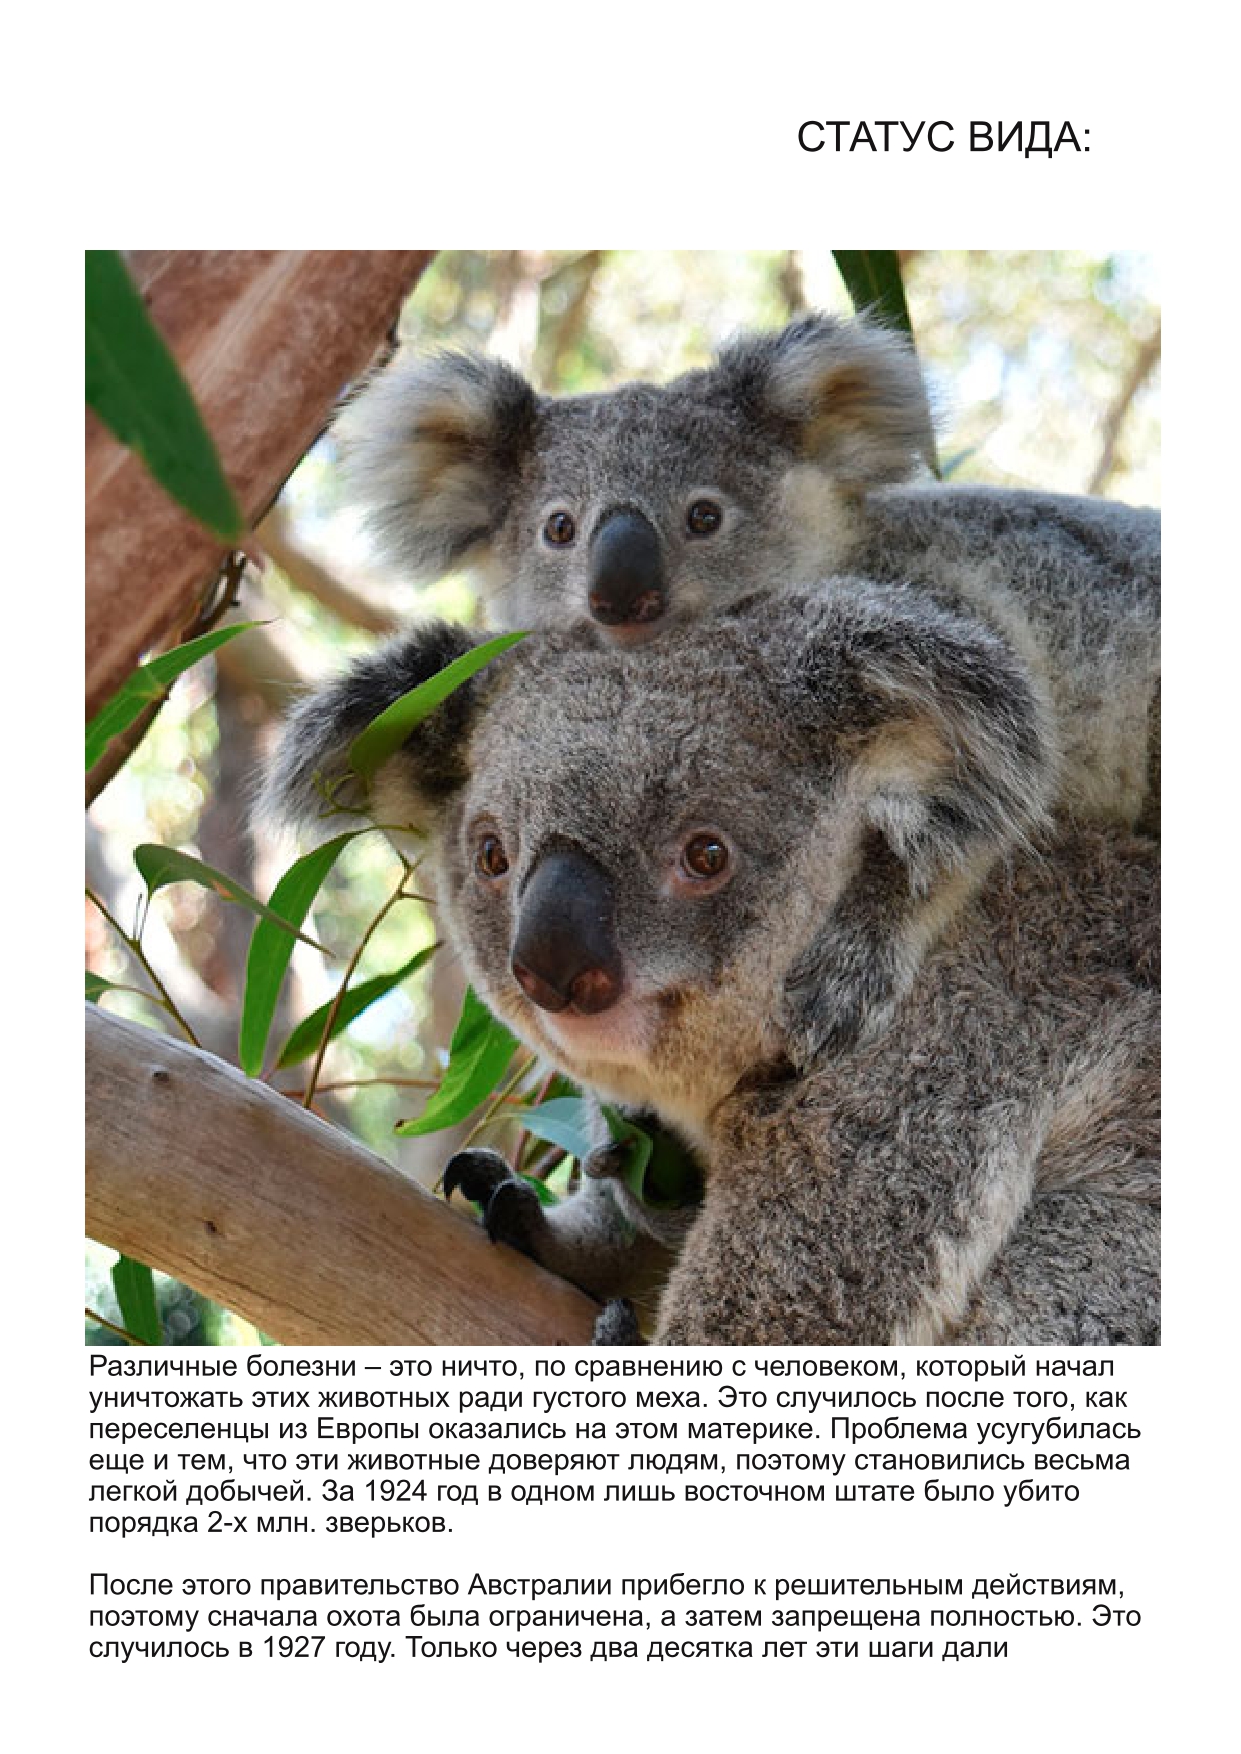 СТАТУС ВИДА:
Различные болезни – это ничто, по сравнению с человеком, который начал
уничтожать этих животных ради густого меха. Это случилось после того, как
переселенцы из Европы оказались на этом материке. Проблема усугубилась
еще и тем, что эти животные доверяют людям, поэтому становились весьма
легкой добычей. За 1924 год в одном лишь восточном штате было убито
порядка 2-х млн. зверьков.
После этого правительство Австралии прибегло к решительным действиям,
поэтому сначала охота была ограничена, а затем запрещена полностью. Это
случилось в 1927 году. Только через два десятка лет эти шаги дали